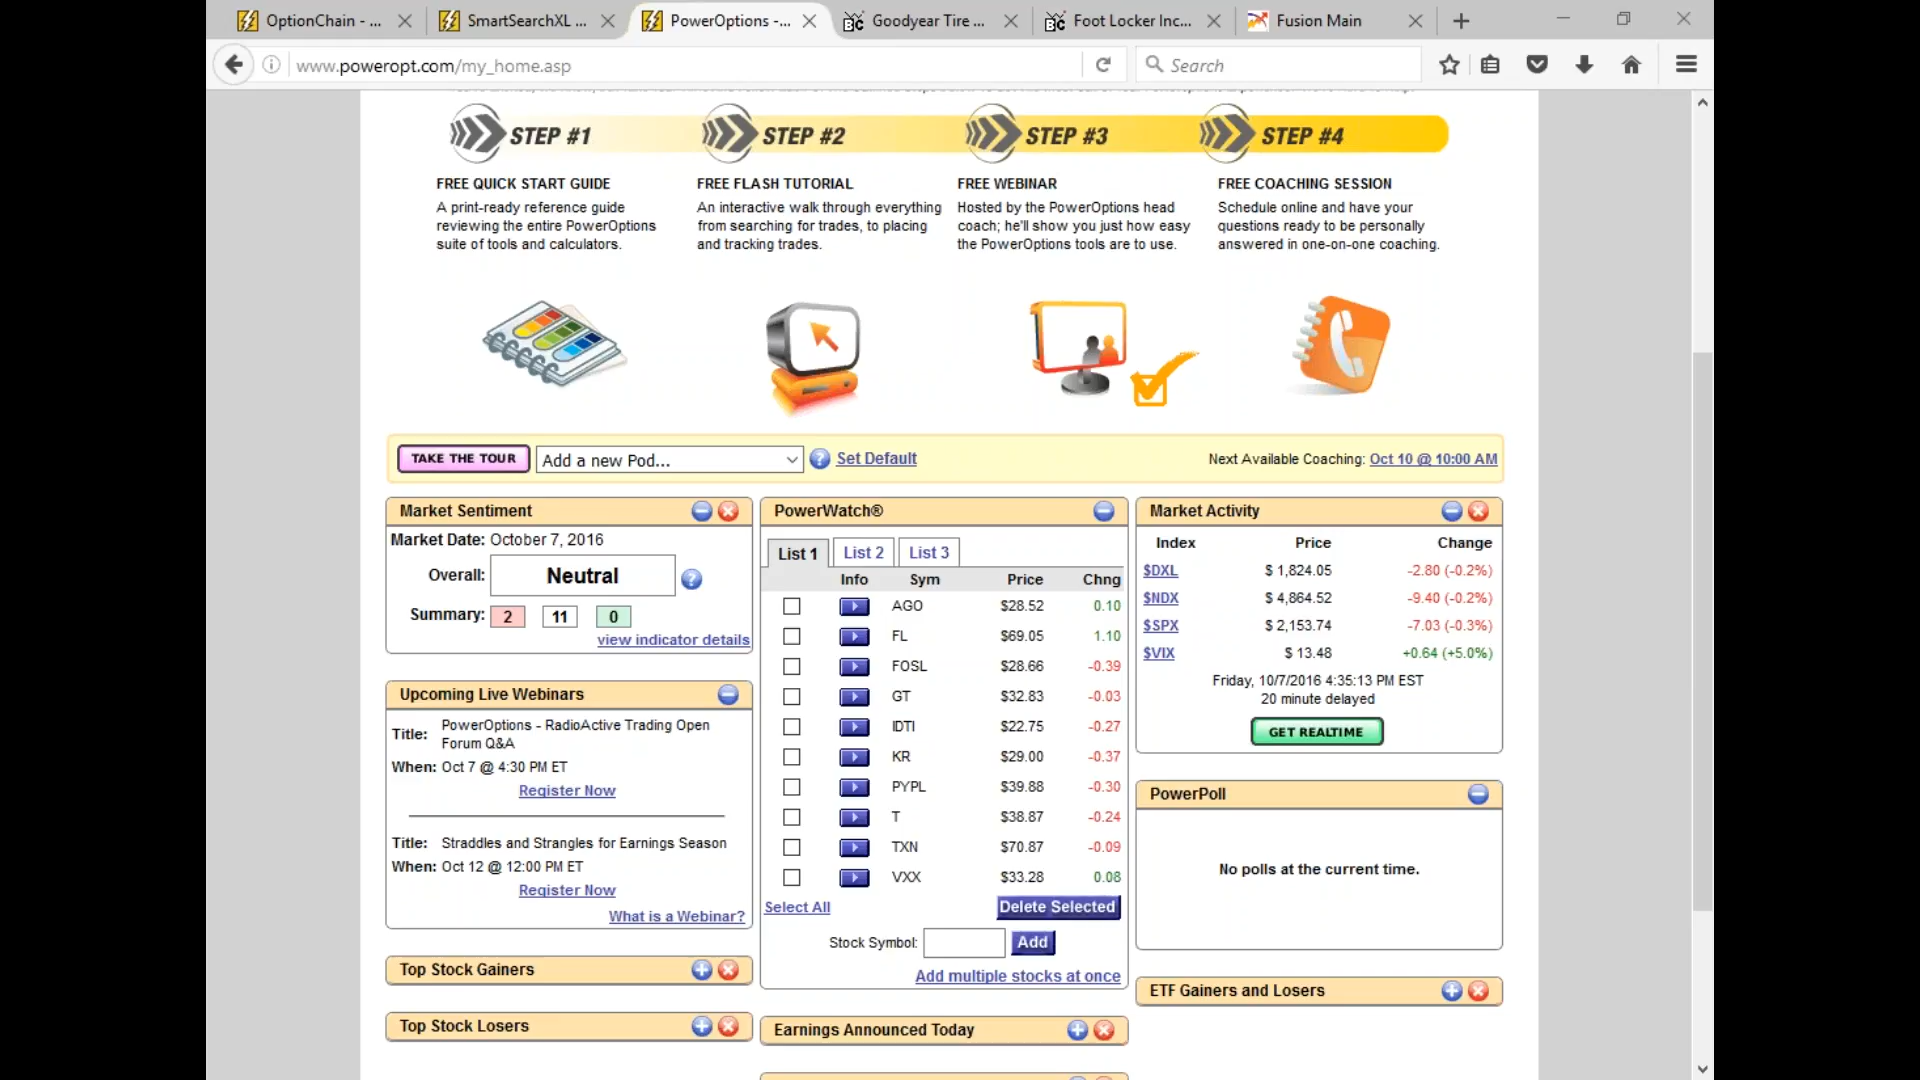 OptionChain - ...
SmartSearchXL ...
PowerOptions -...
Goodyear Tire ...
Foot Locker Inc...
Fusion Main
www.poweropt.com/my_home.asp
Search
STEP #1
STEP #2
STEP #3
STEP #4
FREE QUICK START GUIDE
A print-ready reference guide
reviewing the entire PowerOptions
suite of tools and calculators.
FREE FLASH TUTORIAL
An interactive walk through everything
from searching for trades, to placing
and tracking trades.
FREE WEBINAR
Hosted by the PowerOptions head
coach; he'll show you just how easy
the PowerOptions tools are to use.
FREE COACHING SESSION
Schedule online and have your
questions ready to be personally
answered in one-on-one coaching.
TAKE THE TOUR
Add a new Pod...
Set Default
Next Available Coaching: Oct 10 @ 10:00 AM
Market Sentiment
Market Date: October 7, 2016
Overall: Neutral
Summary: 2 11 0
view indicator details
Upcoming Live Webinars
Title: PowerOptions - RadioActive Trading Open
Forum Q&A
When: Oct 7 @ 4:30 PM ET
Register Now
Title: Straddles and Strangles for Earnings Season
When: Oct 12 @ 12:00 PM ET
Register Now
What is a Webinar?
Top Stock Gainers
Top Stock Losers
PowerWatch®
List 1 List 2 List 3
Info Sym Price Chng
AGO $28.52 0.10
FL $69.05 1.10
FOSL $28.66 -0.39
GT $32.83 -0.03
IDTI $22.75 -0.27
KR $29.00 -0.37
PYPL $39.88 -0.30
T $38.87 -0.24
TXN $70.87 -0.09
VXX $33.28 0.08
Select All
Delete Selected
Stock Symbol: Add
Add multiple stocks at once
Earnings Announced Today
Market Activity
Index Price Change
$DXL $ 1,824.05 -2.80 (-0.2%)
$NDX $ 4,864.52 -9.40 (-0.2%)
$SPX $ 2,153.74 -7.03 (-0.3%)
$VIX $ 13.48 +0.64 (+5.0%)
Friday, 10/7/2016 4:35:13 PM EST
20 minute delayed
GET REALTIME
PowerPoll
No polls at the current time.
ETF Gainers and Losers